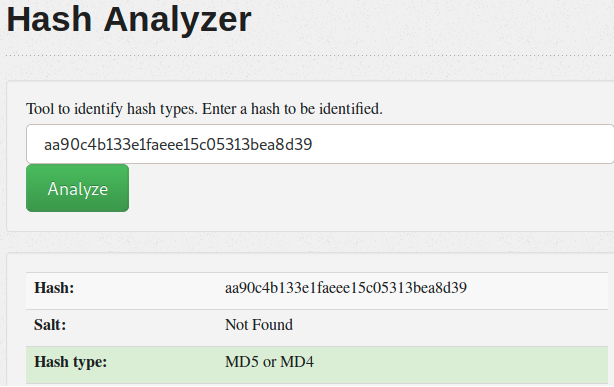 Hash Analyzer
Tool to identify hash types. Enter a hash to be identified.
aa90c4b133e1faeee15c05313bea8d39
Analyze
Hash: aa90c4b133e1faeee15c05313bea8d39
Salt: Not Found
Hash type: MD5 or MD4